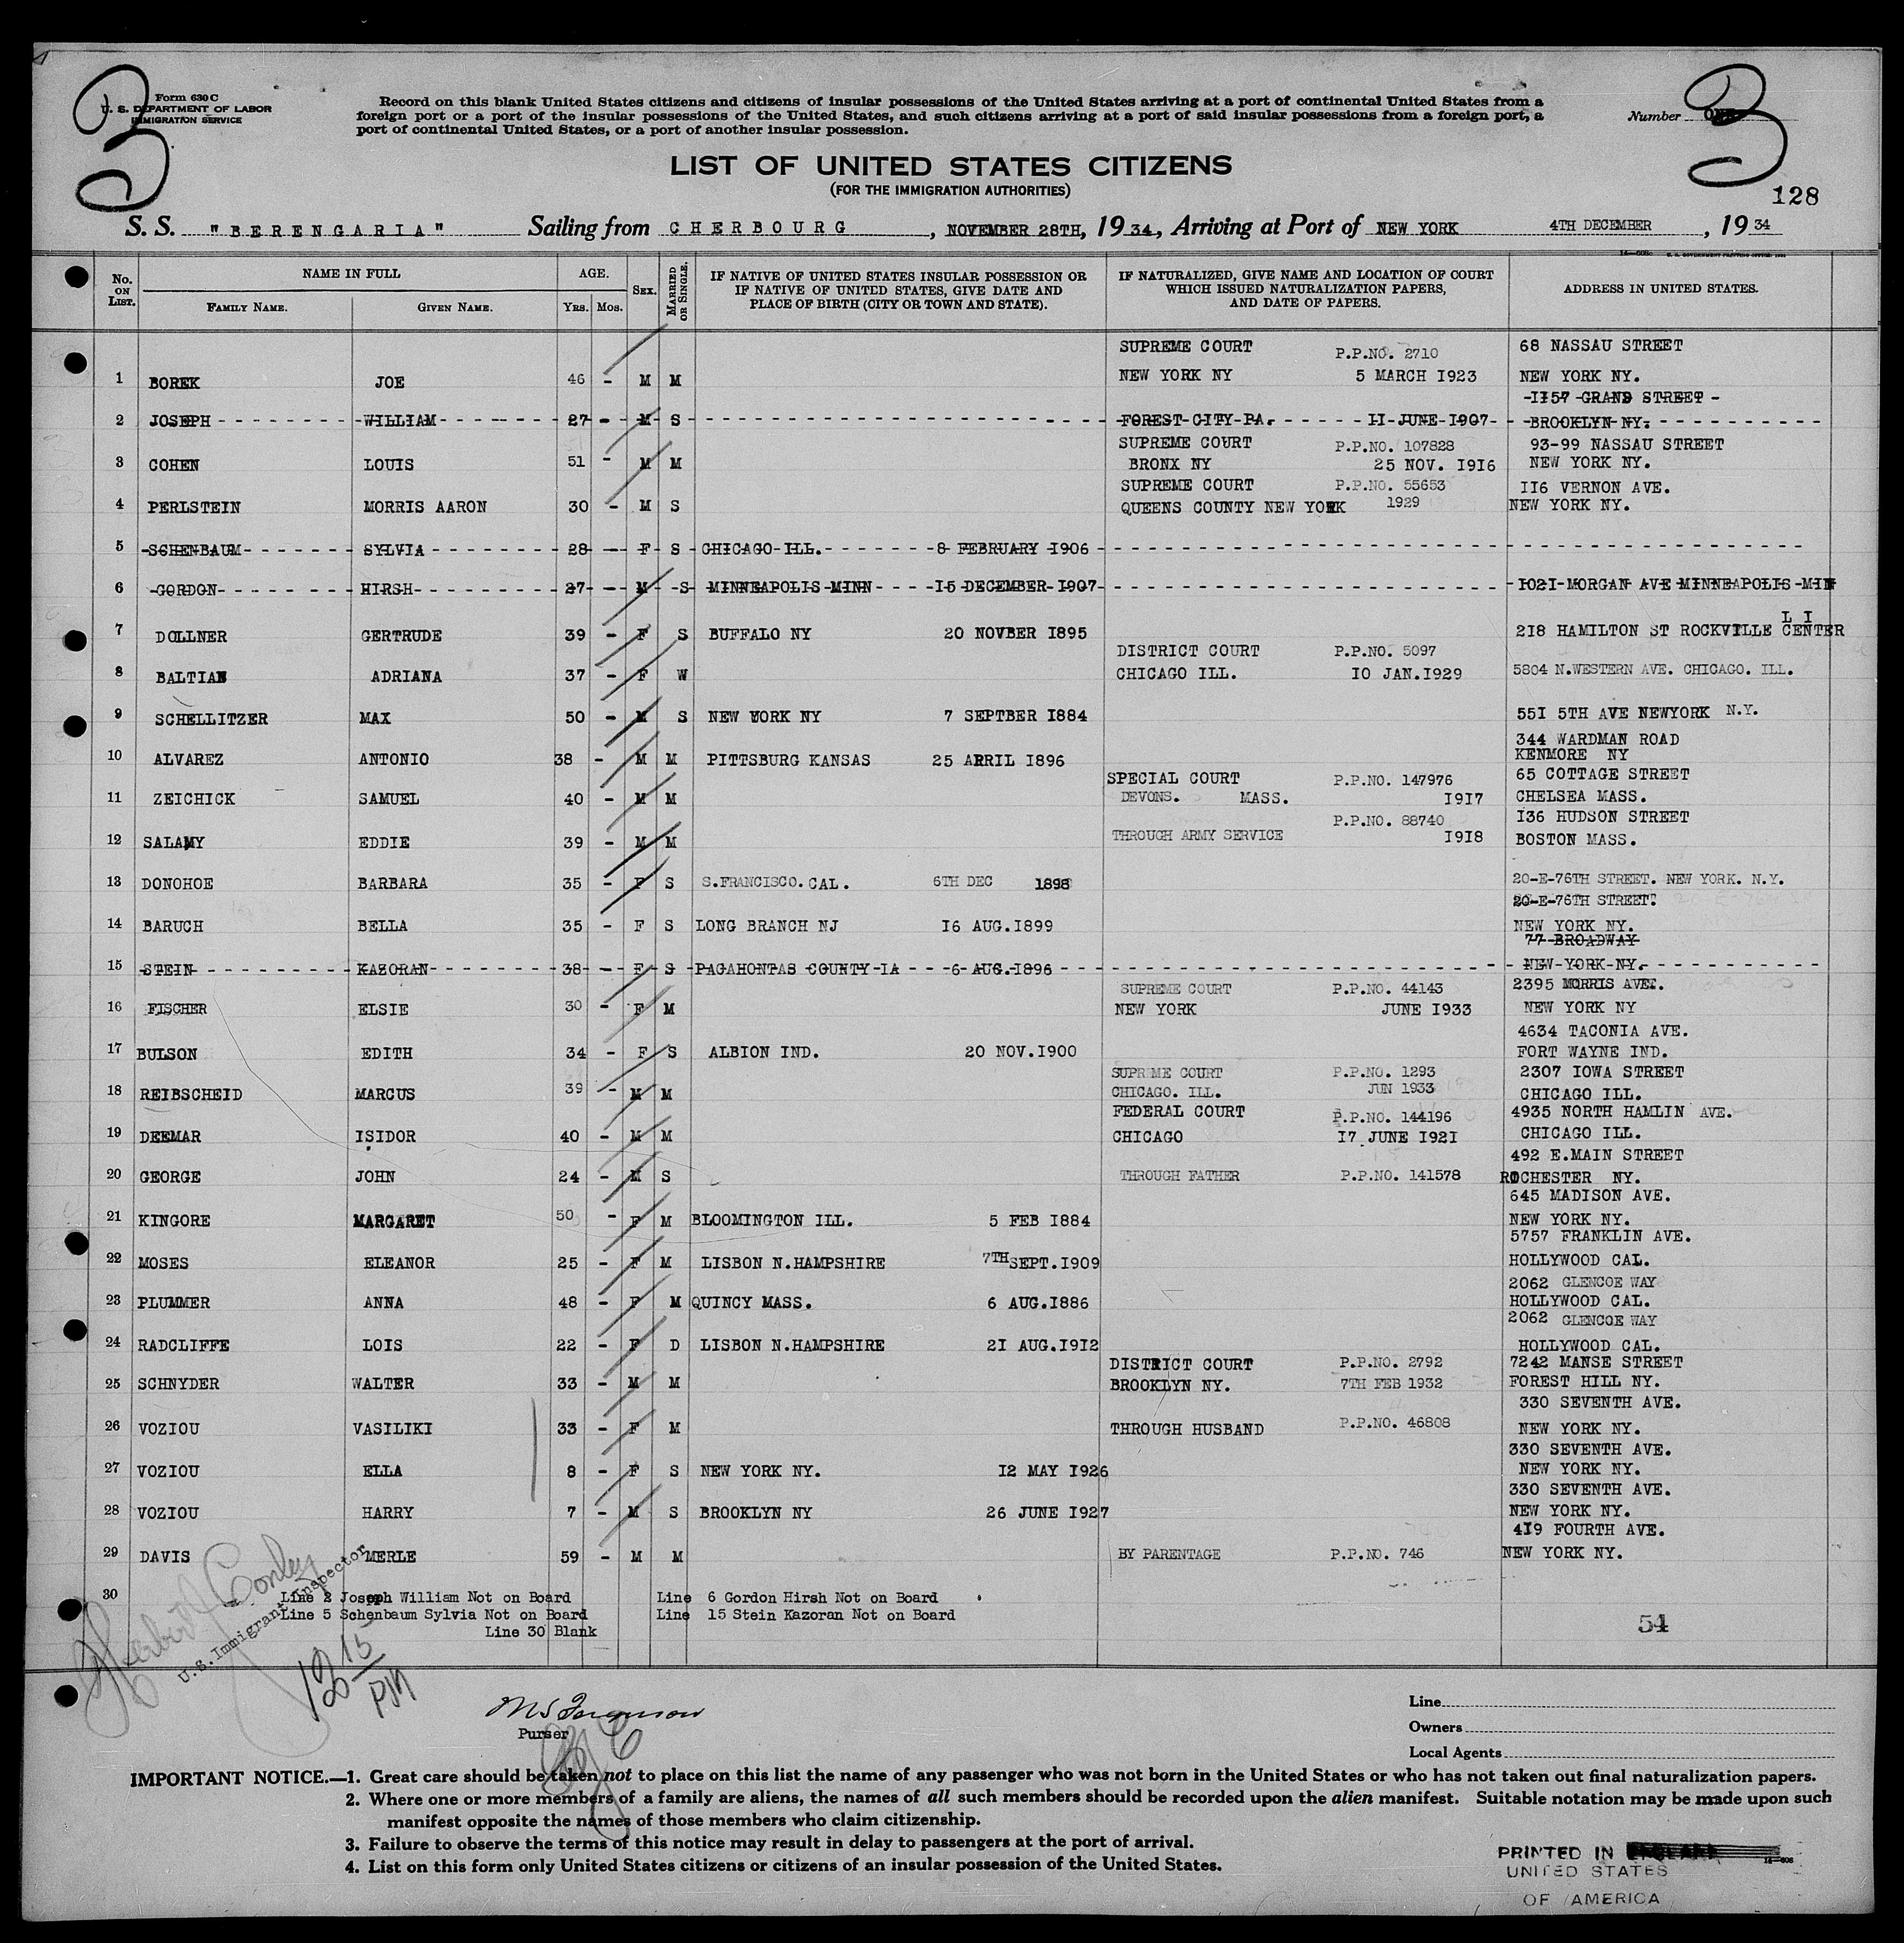 Form 630 C
U. S. DEPARTMENT OF LABOR
IMMIGRATION SERVICE
3
Record on this blank United States citizens and citizens of insular possessions of the United States arriving at a port of continental United States from a
foreign port or a port of the insular possessions of the United States, and such citizens arriving at a port of said insular possessions from a foreign port, a
port of continental United States, or a port of another insular possession.
Number ONE
3
LIST OF UNITED STATES CITIZENS
(FOR THE IMMIGRATION AUTHORITIES)
128
S. S. "BERENGARIA" Sailing from CHERBOURG, NOVEMBER 28TH, 1934, Arriving at Port of NEW YORK 4TH DECEMBER, 1934
No. ON LIST. NAME IN FULL FAMILY NAME. GIVEN NAME. AGE. YRS. MOS. SEX. MARRIED OR SINGLE. IF NATIVE OF UNITED STATES INSULAR POSSESSION OR IF NATIVE OF UNITED STATES, GIVE DATE AND PLACE OF BIRTH (CITY OR TOWN AND STATE). IF NATURALIZED, GIVE NAME AND LOCATION OF COURT WHICH ISSUED NATURALIZATION PAPERS, AND DATE OF PAPERS. ADDRESS IN UNITED STATES.
SUPREME COURT P.P.NO. 2710 68 NASSAU STREET
1 BOREK JOE 46 - M M NEW YORK NY 5 MARCH 1923 NEW YORK NY.
1157 GRAND STREET
2 JOSEPH WILLIAM 27 - M S FOREST CITY PA. 11 JUNE 1907 BROOKLYN NY.
SUPREME COURT P.P.NO. 107828 93-99 NASSAU STREET
3 COHEN LOUIS 51 - M M BRONX NY 25 NOV. 1916 NEW YORK NY.
SUPREME COURT P.P.NO. 55653 116 VERNON AVE.
4 PERLSTEIN MORRIS AARON 30 - M S QUEENS COUNTY NEW YORK 1929 NEW YORK NY.
5 SCHENBAUM SYLVIA 28 - F S CHICAGO ILL. 8 FEBRUARY 1906
6 GORDON HIRSH 27 - M S MINNEAPOLIS MINN 15 DECEMBER 1907 1021 MORGAN AVE MINNEAPOLIS MIN
L I
7 DOLLNER GERTRUDE 39 - F S BUFFALO NY 20 NOVBER 1895 218 HAMILTON ST ROCKVILLE CENTER
DISTRICT COURT P.P.NO. 5097
8 BALTIAN ADRIANA 37 - F W CHICAGO ILL. 10 JAN.1929 5804 N.WESTERN AVE. CHICAGO. ILL.
9 SCHELLITZER MAX 50 - M S NEW YORK NY 7 SEPTBER 1884 551 5TH AVE NEWYORK N.Y.
344 WARDMAN ROAD
10 ALVAREZ ANTONIO 38 - M M PITTSBURG KANSAS 25 APRIL 1896 KENMORE NY
SPECIAL COURT P.P.NO. 147976 65 COTTAGE STREET
11 ZEICHICK SAMUEL 40 - M M DEVONS. MASS. 1917 CHELSEA MASS.
P.P.NO. 88740 136 HUDSON STREET
12 SALAMY EDDIE 39 - M M THROUGH ARMY SERVICE 1918 BOSTON MASS.
13 DONOHOE BARBARA 35 - F S S.FRANCISCO. CAL. 6TH DEC 1898 20-E-76TH STREET. NEW YORK. N.Y.
20-E-76TH STREET.
14 BARUCH BELLA 35 - F S LONG BRANCH NJ 16 AUG.1899 NEW YORK NY.
77 BROADWAY
15 STEIN KAZORAN 38 - F S PAGAHONTAS COUNTY IA 6 AUG.1896 NEW YORK NY.
SUPREME COURT P.P.NO. 44143 2395 MORRIS AVE.
16 FISCHER ELSIE 30 - F M NEW YORK JUNE 1933 NEW YORK NY
4634 TACONIA AVE.
17 BULSON EDITH 34 - F S ALBION IND. 20 NOV.1900 FORT WAYNE IND.
SUPRIME COURT P.P.NO. 1293 2307 IOWA STREET
18 REIBSCHEID MARCUS 39 - M M CHICAGO. ILL. JUN 1933 CHICAGO ILL.
FEDERAL COURT P.P.NO. 144196 4935 NORTH HAMLIN AVE.
19 DEEMAR ISIDOR 40 - M M CHICAGO 17 JUNE 1921 CHICAGO ILL.
492 E.MAIN STREET
20 GEORGE JOHN 24 - M S THROUGH FATHER P.P.NO. 141578 ROCHESTER NY.
645 MADISON AVE.
21 KINGORE MARGARET 50 - F M BLOOMINGTON ILL. 5 FEB 1884 NEW YORK NY.
5757 FRANKLIN AVE.
22 MOSES ELEANOR 25 - F M LISBON N.HAMPSHIRE 7TH SEPT.1909 HOLLYWOOD CAL.
2062 GLENCOE WAY
23 PLUMMER ANNA 48 - F M QUINCY MASS. 6 AUG.1886 HOLLYWOOD CAL.
2062 GLENCOE WAY
24 RADCLIFFE LOIS 22 - F D LISBON N.HAMPSHIRE 21 AUG.1912 HOLLYWOOD CAL.
DISTRICT COURT P.P.NO. 2792 7242 MANSE STREET
25 SCHNYDER WALTER 33 - M M BROOKLYN NY. 7TH FEB 1932 FOREST HILL NY.
330 SEVENTH AVE.
26 VOZIOU VASILIKI 33 - F M THROUGH HUSBAND P.P.NO. 46808 NEW YORK NY.
330 SEVENTH AVE.
27 VOZIOU ELLA 8 - F S NEW YORK NY. 12 MAY 1926 NEW YORK NY.
330 SEVENTH AVE.
28 VOZIOU HARRY 7 - M S BROOKLYN NY 26 JUNE 1927 NEW YORK NY.
419 FOURTH AVE.
29 DAVIS MERLE 59 - M M BY PARENTAGE P.P.NO. 746 NEW YORK NY.
30
Line 2 Joseph William Not on Board Line 6 Gordon Hirsh Not on Board
Line 5 Schenbaum Sylvia Not on Board Line 15 Stein Kazoran Not on Board
Line 30 Blank
54
Conley
U.S. Immigrant Inspector
12 15 PM
M S Ferguson
Purser
Line
Owners
Local Agents
IMPORTANT NOTICE.—1. Great care should be taken not to place on this list the name of any passenger who was not born in the United States or who has not taken out final naturalization papers.
2. Where one or more members of a family are aliens, the names of all such members should be recorded upon the alien manifest. Suitable notation may be made upon such
manifest opposite the names of those members who claim citizenship.
3. Failure to observe the terms of this notice may result in delay to passengers at the port of arrival.
4. List on this form only United States citizens or citizens of an insular possession of the United States.
PRINTED IN ENGLAND
UNITED STATES
OF AMERICA